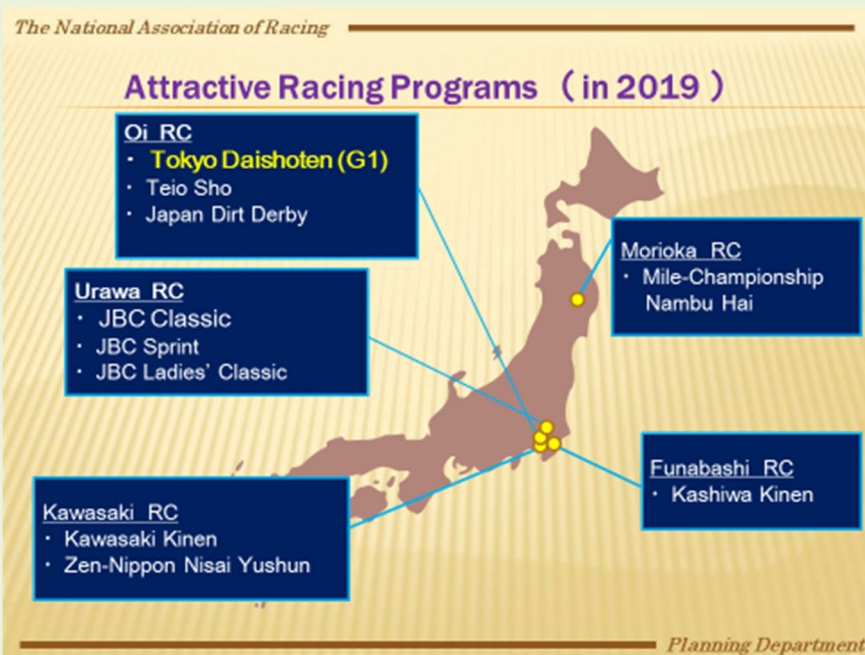 The National Association of Racing
Attractive Racing Programs （ in 2019 ）
Oi RC
・ Tokyo Daishoten (G1)
・ Teio Sho
・ Japan Dirt Derby
Morioka RC
・ Mile-Championship
Nambu Hai
Urawa RC
・ JBC Classic
・ JBC Sprint
・ JBC Ladies’ Classic
Funabashi RC
・ Kashiwa Kinen
Kawasaki RC
・ Kawasaki Kinen
・ Zen-Nippon Nisai Yushun
Planning Department